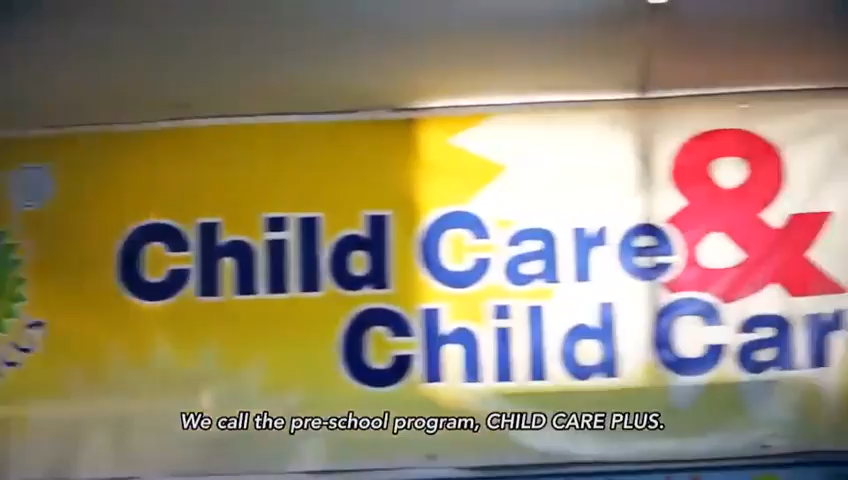 Child Care &
Child Car
We call the pre-school program, CHILD CARE PLUS.